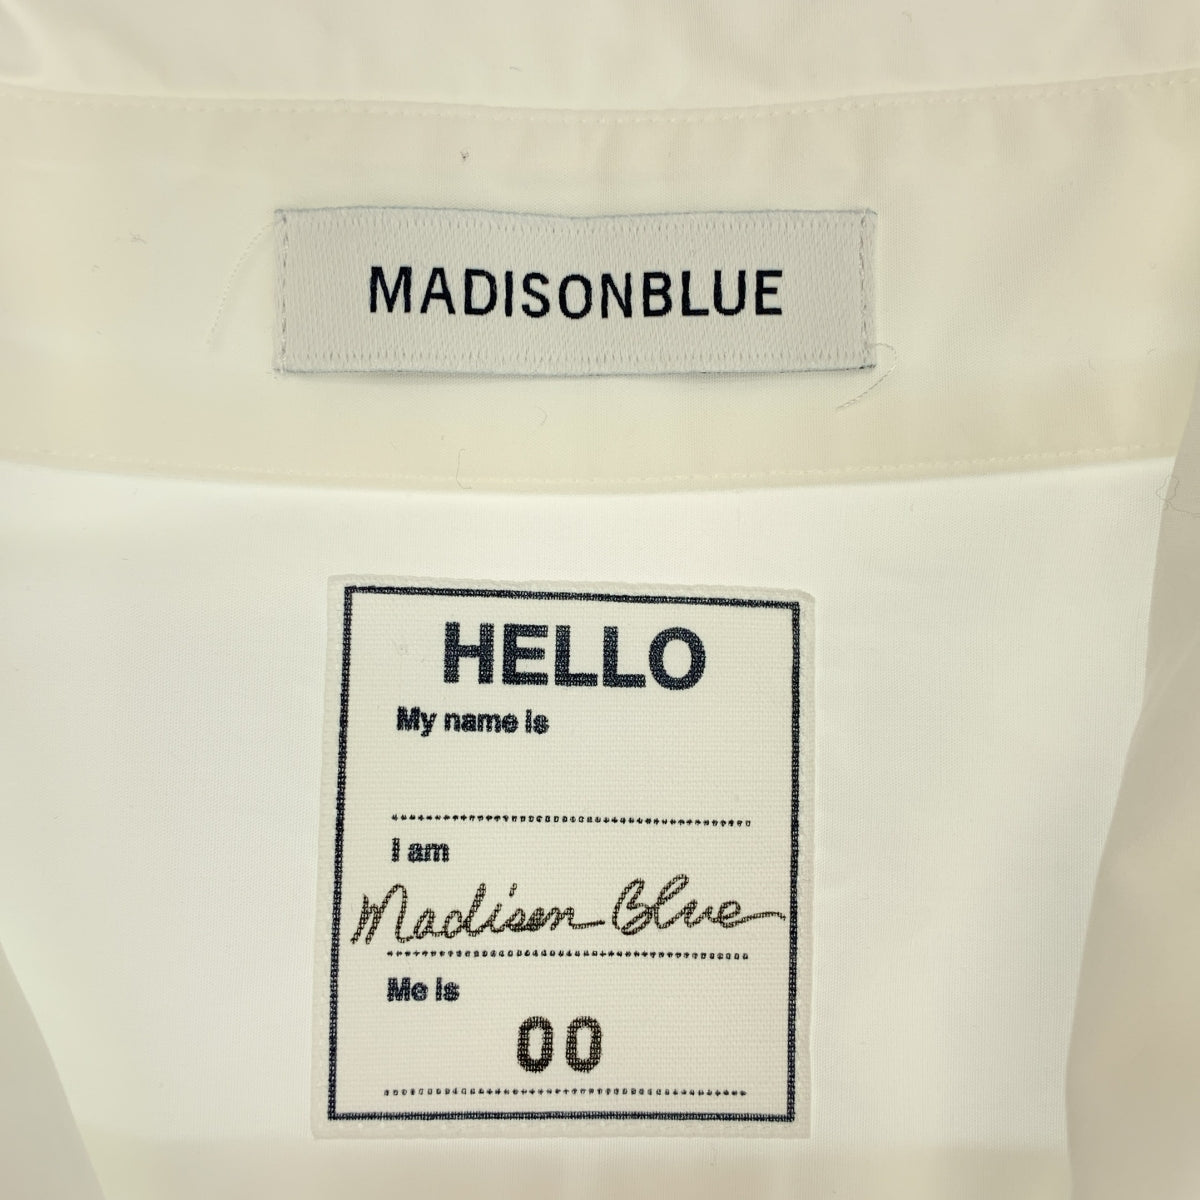 MADISONBLUE
HELLO
My name is
I am
Madison Blue
Me is
00